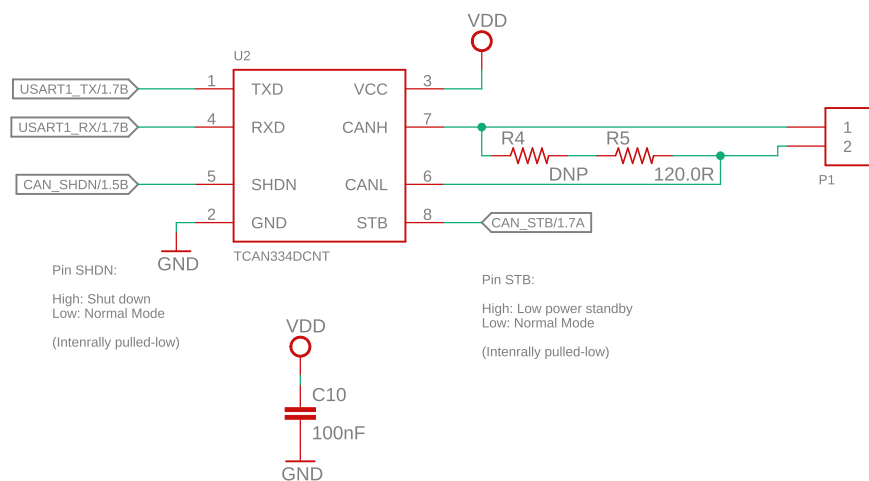 VDD
U2
USART1_TX/1.7B
1
TXD
VCC
3
USART1_RX/1.7B
4
RXD
CANH
7
R4
R5
1
2
DNP
120.0R
CAN_SHDN/1.5B
5
SHDN
CANL
6
P1
2
GND
STB
8
CAN_STB/1.7A
GND
TCAN334DCNT
Pin SHDN:
High: Shut down
Low: Normal Mode
(Intenrally pulled-low)
Pin STB:
High: Low power standby
Low: Normal Mode
(Intenrally pulled-low)
VDD
C10
100nF
GND